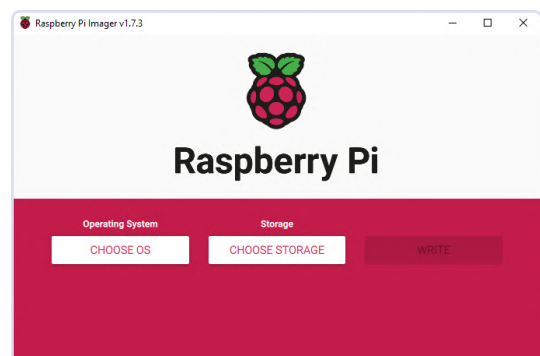 Raspberry Pi Imager v1.7.3
Raspberry Pi
Operating System
Storage
CHOOSE OS
CHOOSE STORAGE
WRITE